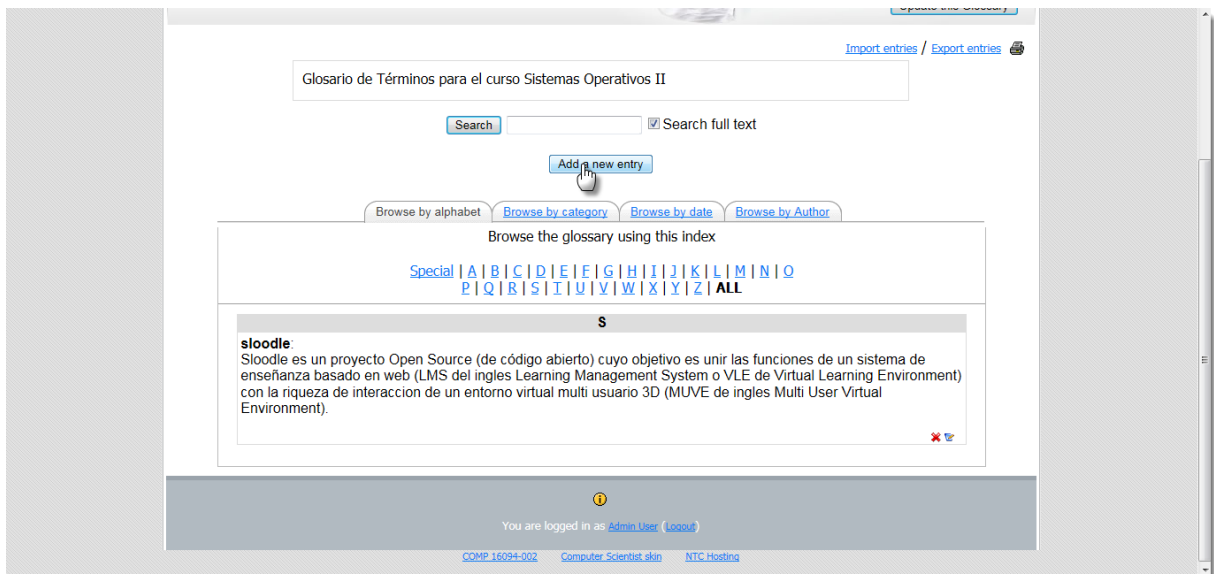 Update this Glossary
Import entries / Export entries
Glosario de Términos para el curso Sistemas Operativos II
Search Search full text
Add a new entry
Browse by alphabet Browse by category Browse by date Browse by Author
Browse the glossary using this index
Special | A | B | C | D | E | F | G | H | I | J | K | L | M | N | O
P | Q | R | S | T | U | V | W | X | Y | Z | ALL
S
sloodle:
Sloodle es un proyecto Open Source (de código abierto) cuyo objetivo es unir las funciones de un sistema de
enseñanza basado en web (LMS del ingles Learning Management System o VLE de Virtual Learning Environment)
con la riqueza de interaccion de un entorno virtual multi usuario 3D (MUVE de ingles Multi User Virtual
Environment).
You are logged in as Admin User (Logout)
COMP 16094-002 Computer Scientist skin NTC Hosting